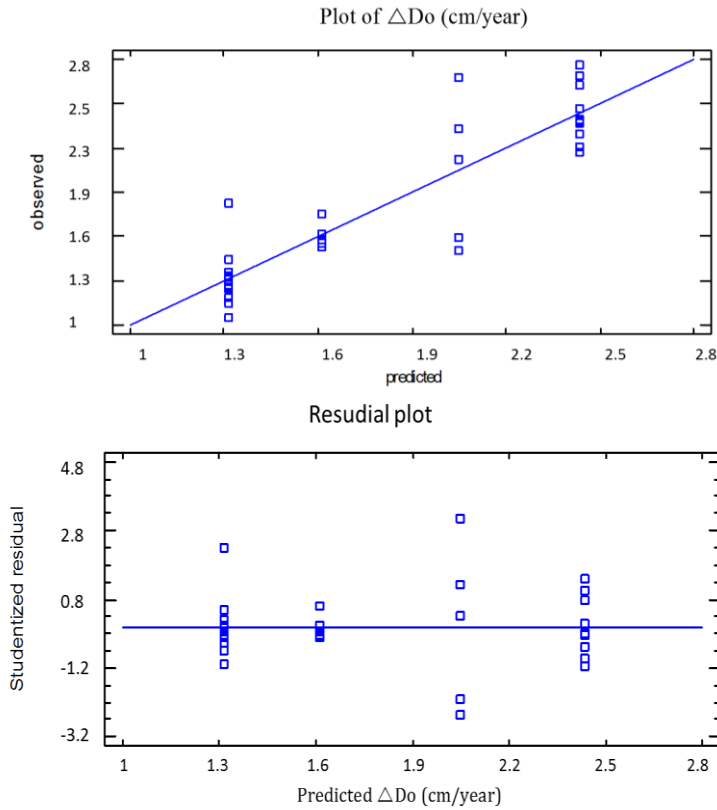 Plot of △Do (cm/year)
2.8
2.5
2.3
1.9
1.6
1.3
1
observed
1 1.3 1.6 1.9 2.2 2.5 2.8
predicted
Resudial plot
4.8
2.8
0.8
-1.2
-3.2
Studentized residual
1 1.3 1.6 1.9 2.2 2.5 2.8
Predicted △Do (cm/year)